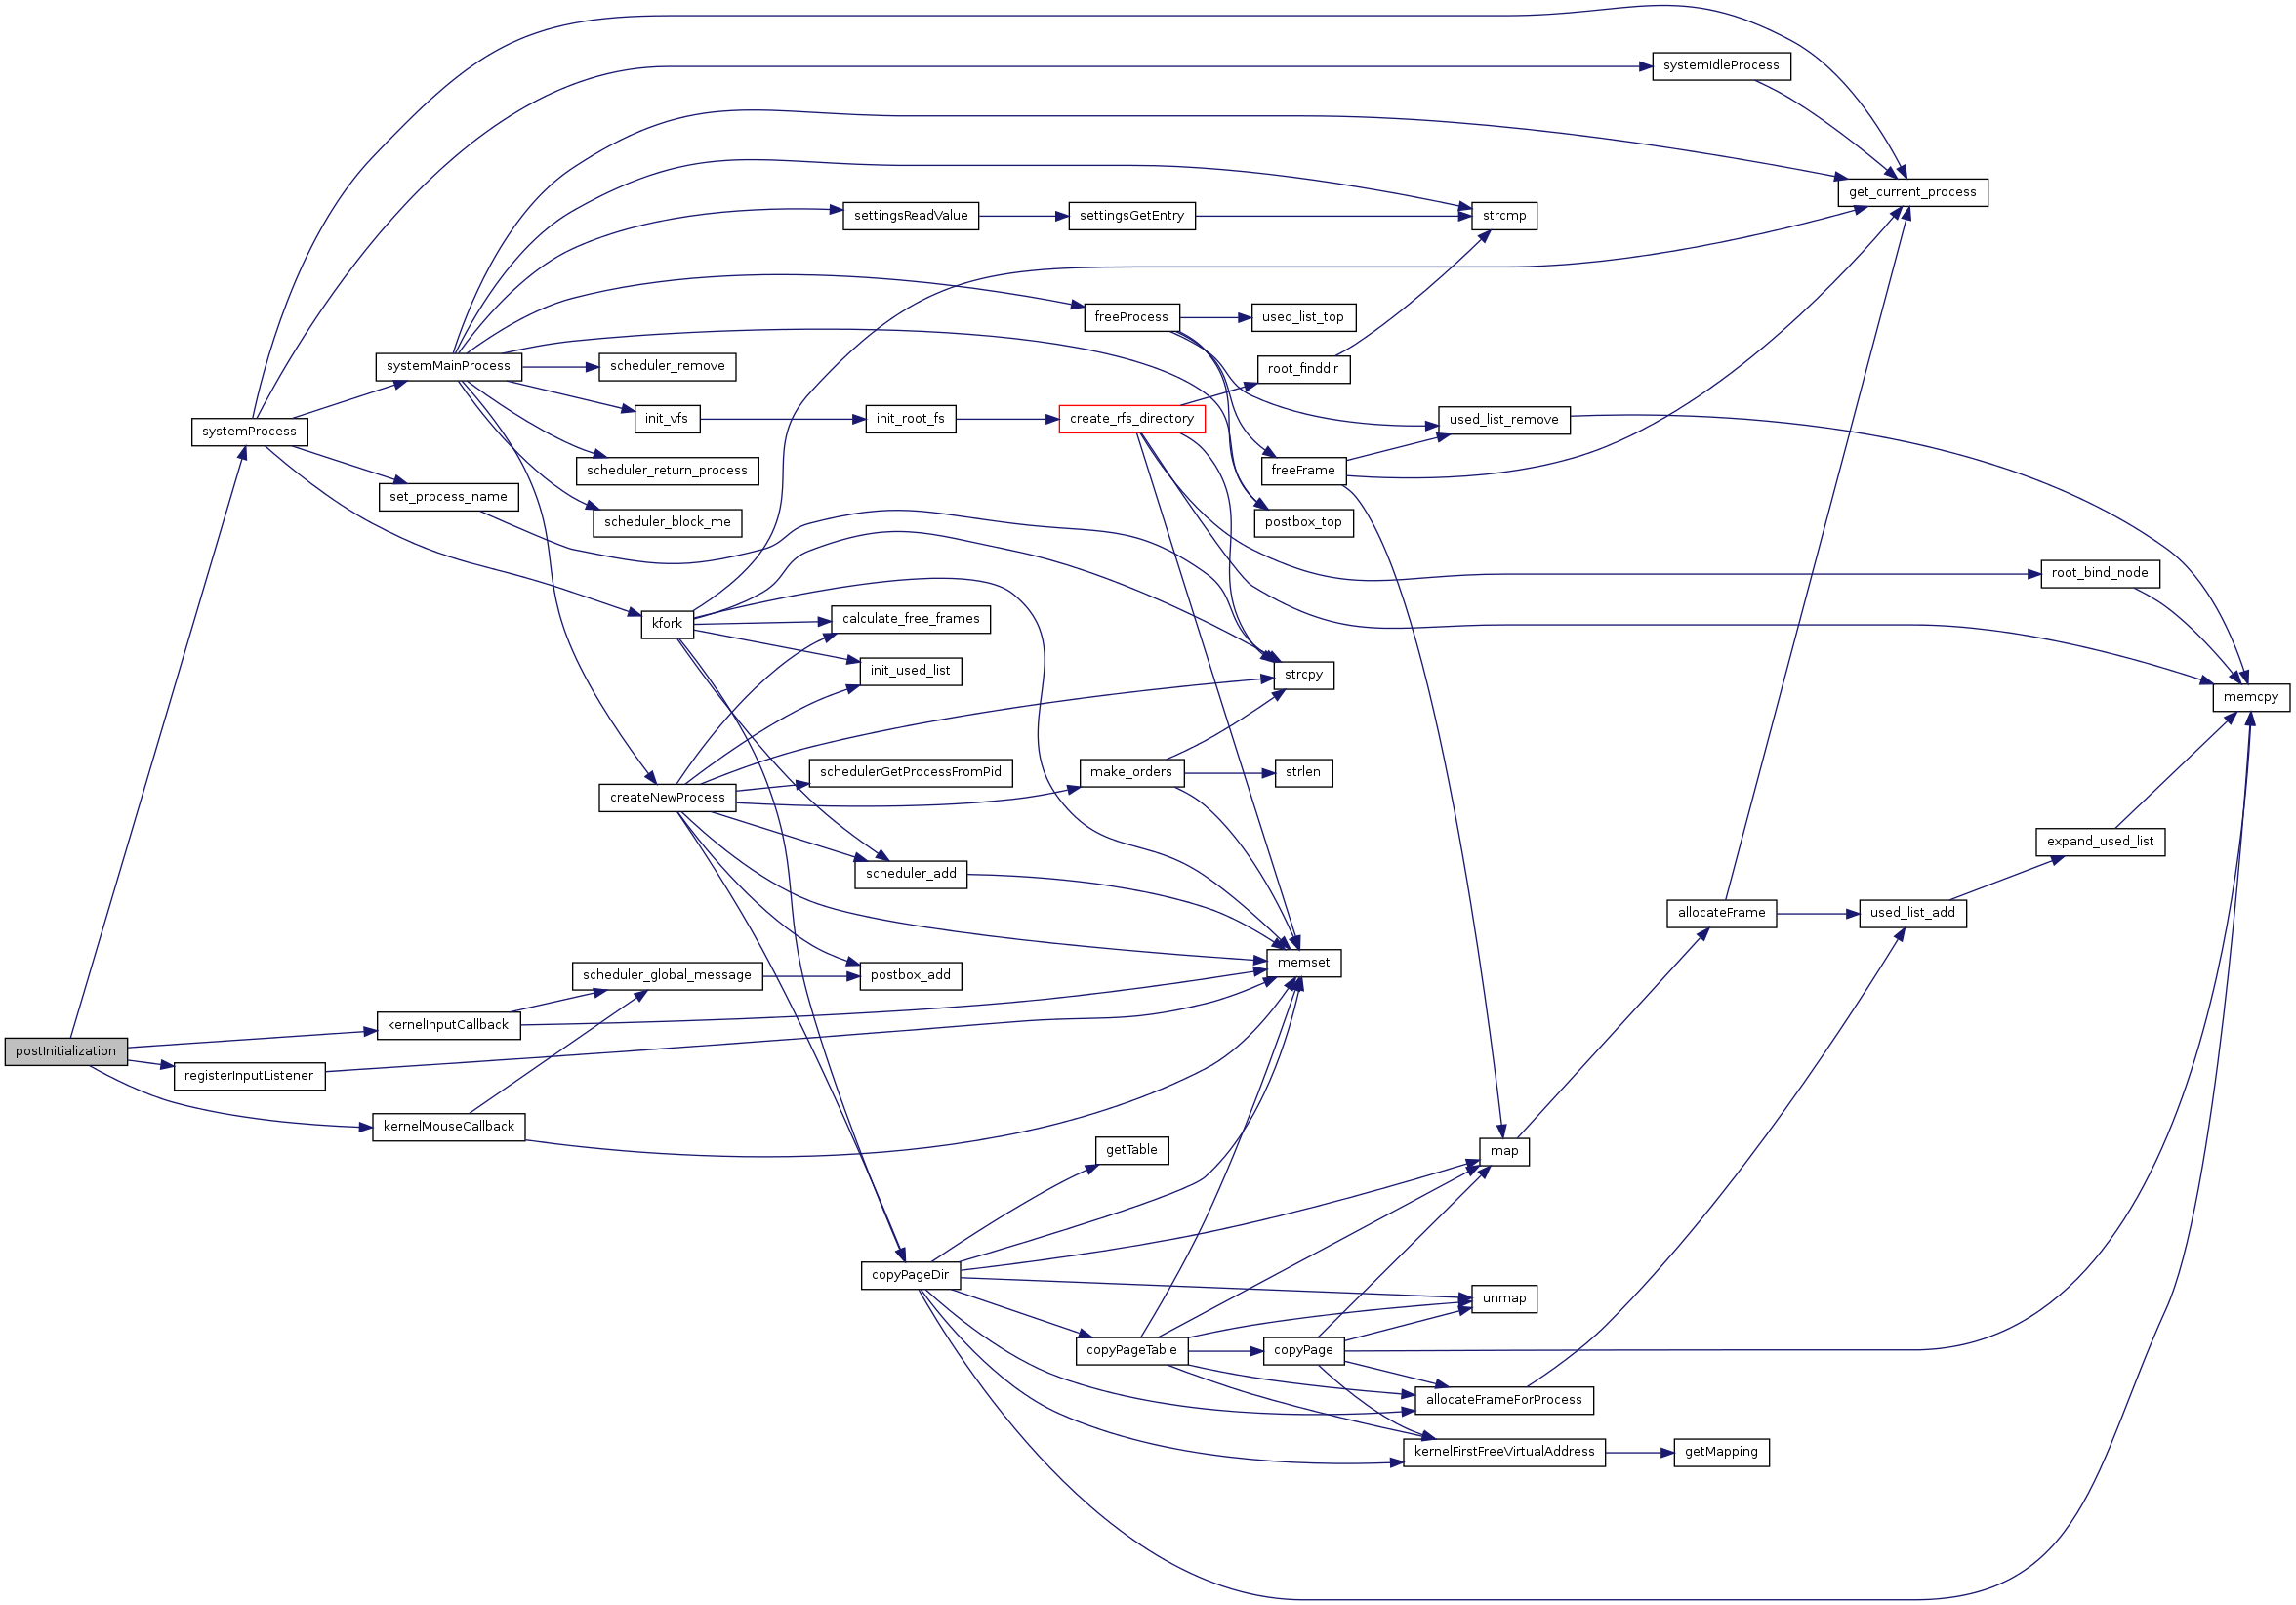 systemIdleProcess
get_current_process
settingsReadValue
settingsGetEntry
strcmp
freeProcess
used_list_top
systemMainProcess
scheduler_remove
root_finddir
systemProcess
init_vfs
init_root_fs
create_rfs_directory
used_list_remove
scheduler_return_process
freeFrame
set_process_name
scheduler_block_me
postbox_top
root_bind_node
kfork
calculate_free_frames
init_used_list
strcpy
memcpy
schedulerGetProcessFromPid
make_orders
strlen
createNewProcess
expand_used_list
scheduler_add
allocateFrame
used_list_add
memset
scheduler_global_message
postbox_add
kernelInputCallback
postInitialization
registerInputListener
kernelMouseCallback
getTable
map
copyPageDir
unmap
copyPageTable
copyPage
allocateFrameForProcess
kernelFirstFreeVirtualAddress
getMapping